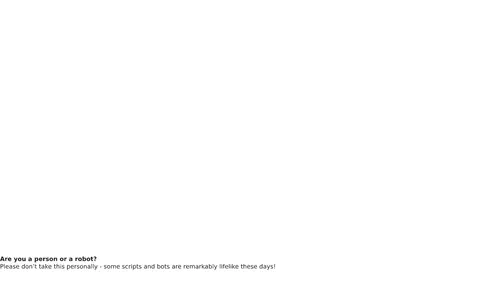 Are you a person or a robot?
Please don't take this personally - some scripts and bots are remarkably lifelike these days!